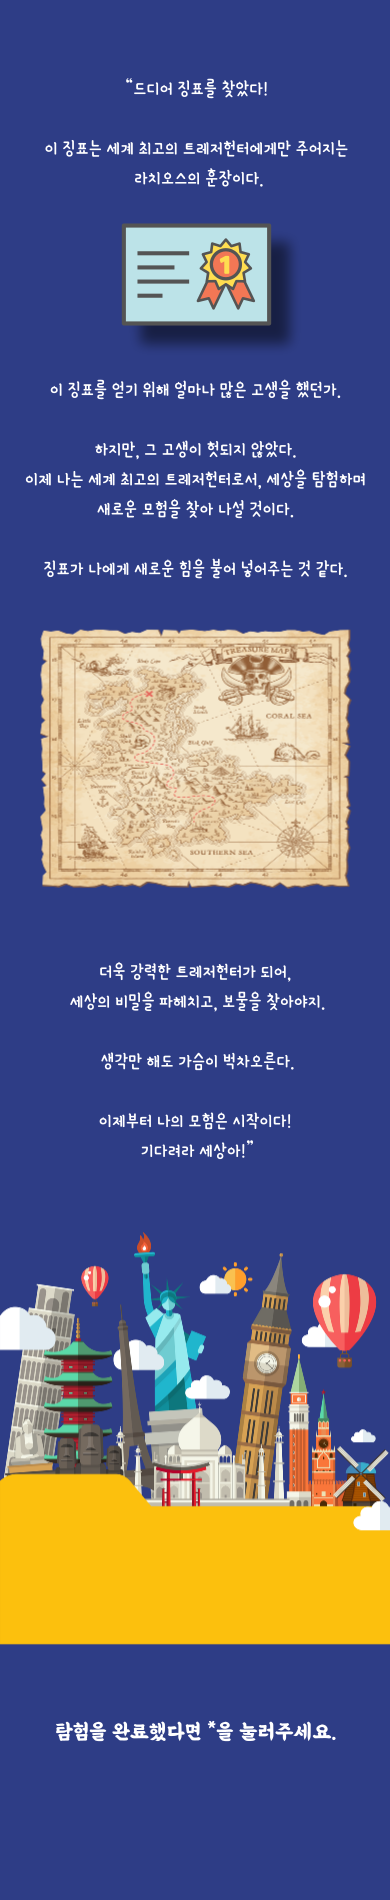 “드디어 징표를 찾았다!
이 징표는 세계 최고의 트레저헌터에게만 주어지는
라치오스의 훈장이다.
1
이 징표를 얻기 위해 얼마나 많은 고생을 했던가.
하지만, 그 고생이 헛되지 않았다.
이제 나는 세계 최고의 트레저헌터로서, 세상을 탐험하며
새로운 모험을 찾아 나설 것이다.
징표가 나에게 새로운 힘을 불어 넣어주는 것 같다.
TREASURE MAP
CORAL SEA
SOUTHERN SEA
더욱 강력한 트레저헌터가 되어,
세상의 비밀을 파헤치고, 보물을 찾아야지.
생각만 해도 가슴이 벅차오른다.
이제부터 나의 모험은 시작이다!
기다려라 세상아!”
탐험을 완료했다면 *을 눌러주세요.